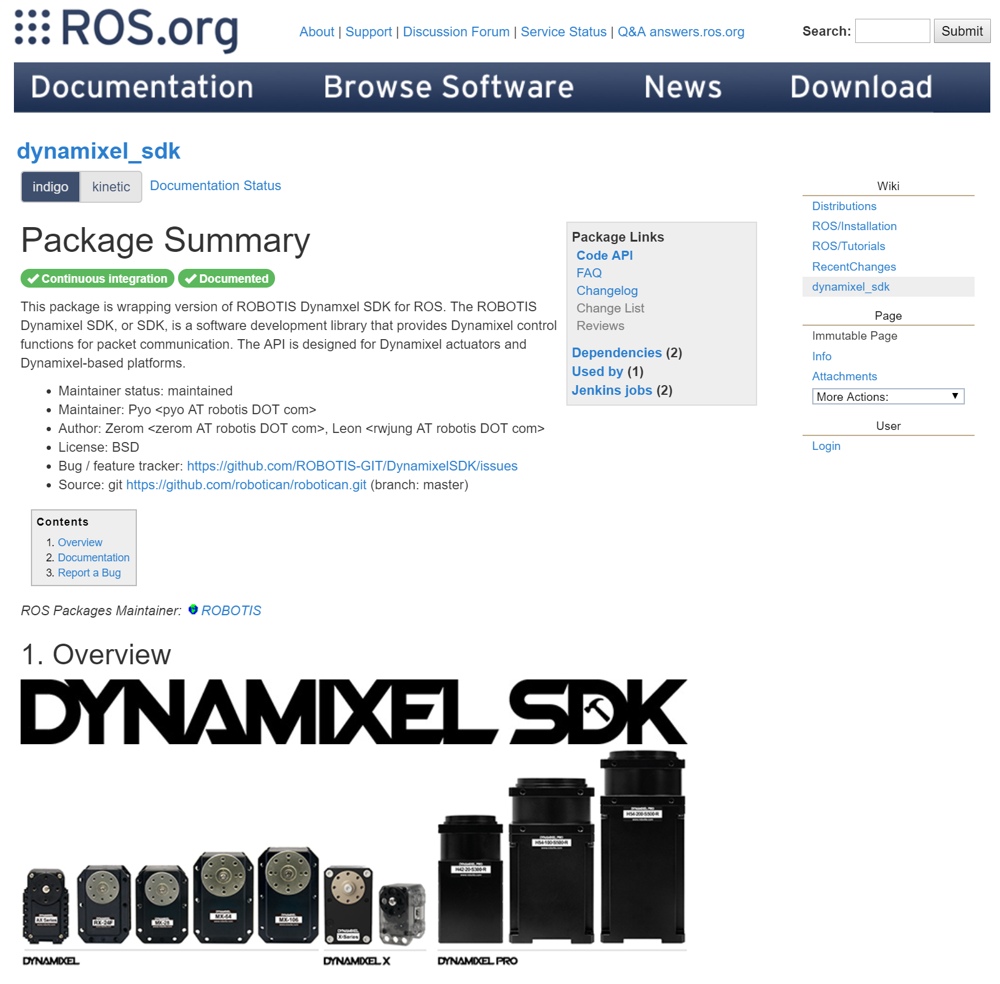 ROS.org
About | Support | Discussion Forum | Service Status | Q&A answers.ros.org
Search: Submit
Documentation Browse Software News Download
dynamixel_sdk
indigo kinetic Documentation Status
Package Summary
Continuous integration Documented
This package is wrapping version of ROBOTIS Dynamxel SDK for ROS. The ROBOTIS
Dynamixel SDK, or SDK, is a software development library that provides Dynamixel control
functions for packet communication. The API is designed for Dynamixel actuators and
Dynamixel-based platforms.
• Maintainer status: maintained
• Maintainer: Pyo <pyo AT robotis DOT com>
• Author: Zerom <zerom AT robotis DOT com>, Leon <rwjung AT robotis DOT com>
• License: BSD
• Bug / feature tracker: https://github.com/ROBOTIS-GIT/DynamixelSDK/issues
• Source: git https://github.com/robotican/robotican.git (branch: master)
Package Links
Code API
FAQ
Changelog
Change List
Reviews
Dependencies (2)
Used by (1)
Jenkins jobs (2)
Wiki
Distributions
ROS/Installation
ROS/Tutorials
RecentChanges
dynamixel_sdk
Page
Immutable Page
Info
Attachments
More Actions:
User
Login
Contents
1. Overview
2. Documentation
3. Report a Bug
ROS Packages Maintainer: ROBOTIS
1. Overview
DYNAMIXEL SDK
DYNAMIXEL PRO
H54-200-S500-R
DYNAMIXEL PRO
H54-100-S500-R
DYNAMIXEL PRO
H42-20-S300-R
AX Series
RX-24F
MX-28
MX-64
MX-106
DYNAMIXEL
X-Series
DYNAMIXEL
DYNAMIXEL X
DYNAMIXEL PRO